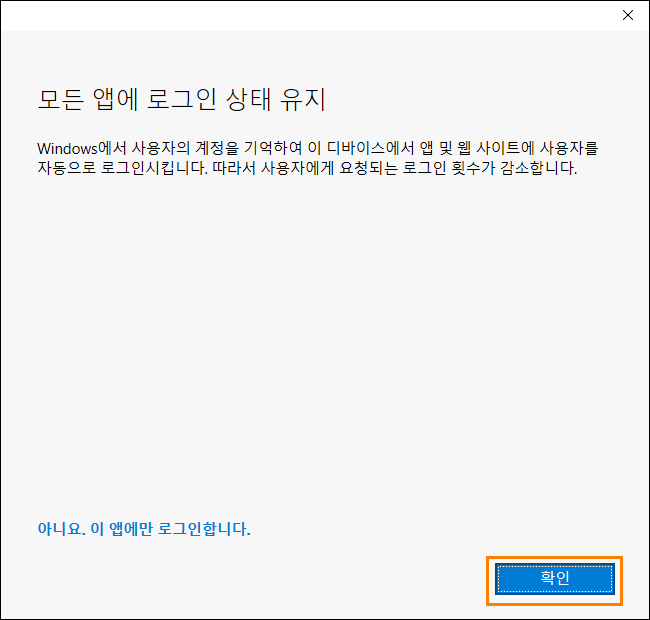 모든 앱에 로그인 상태 유지
Windows에서 사용자의 계정을 기억하여 이 디바이스에서 앱 및 웹 사이트에 사용자를
자동으로 로그인시킵니다. 따라서 사용자에게 요청되는 로그인 횟수가 감소합니다.
아니요. 이 앱에만 로그인합니다.
확인